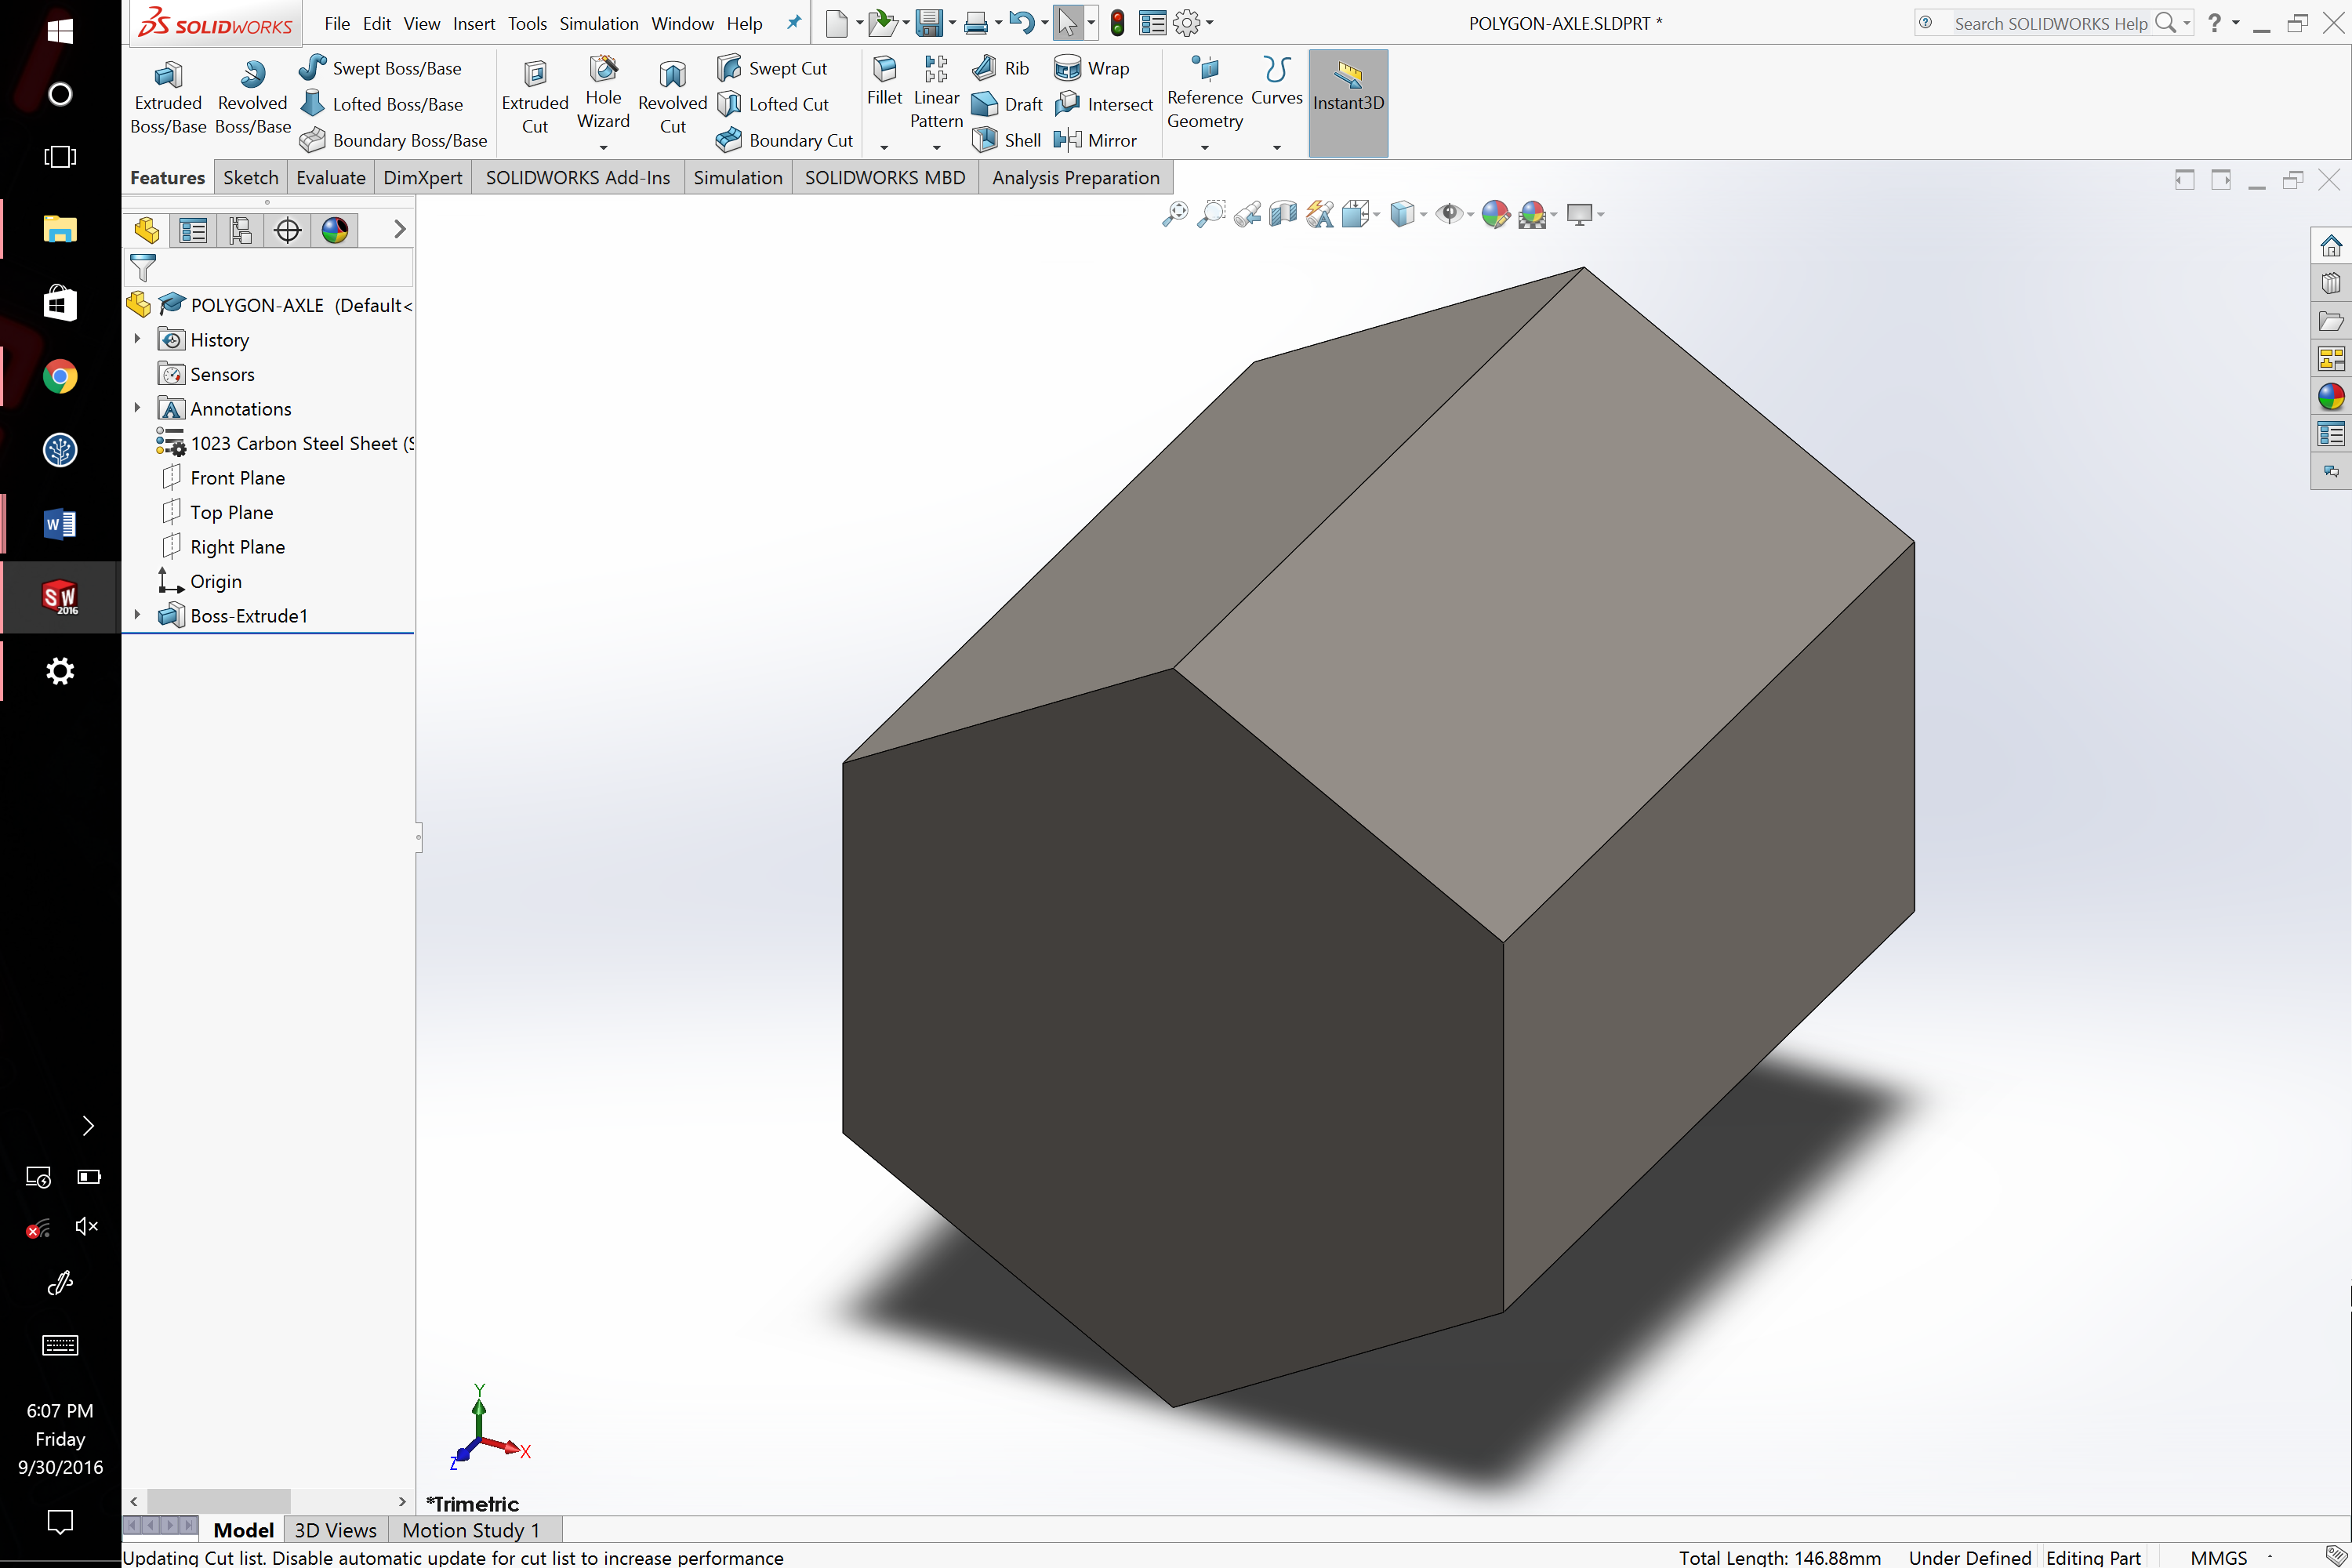 SOLIDWORKS
File Edit View Insert Tools Simulation Window Help
POLYGON-AXLE.SLDPRT *
Search SOLIDWORKS Help
?
Extruded Boss/Base
Revolved Boss/Base
Swept Boss/Base
Lofted Boss/Base
Boundary Boss/Base
Extruded Cut
Hole Wizard
Revolved Cut
Swept Cut
Lofted Cut
Boundary Cut
Fillet
Linear Pattern
Rib
Draft
Shell
Wrap
Intersect
Mirror
Reference Geometry
Curves
Instant3D
Features Sketch Evaluate DimXpert SOLIDWORKS Add-Ins Simulation SOLIDWORKS MBD Analysis Preparation
POLYGON-AXLE (Default<
History
Sensors
Annotations
1023 Carbon Steel Sheet (S
Front Plane
Top Plane
Right Plane
Origin
Boss-Extrude1
W
SW
2016
6:07 PM
Friday
9/30/2016
Y
X
Z
*Trimetric
Model 3D Views Motion Study 1
Updating Cut list. Disable automatic update for cut list to increase performance
Total Length: 146.88mm Under Defined Editing Part MMGS